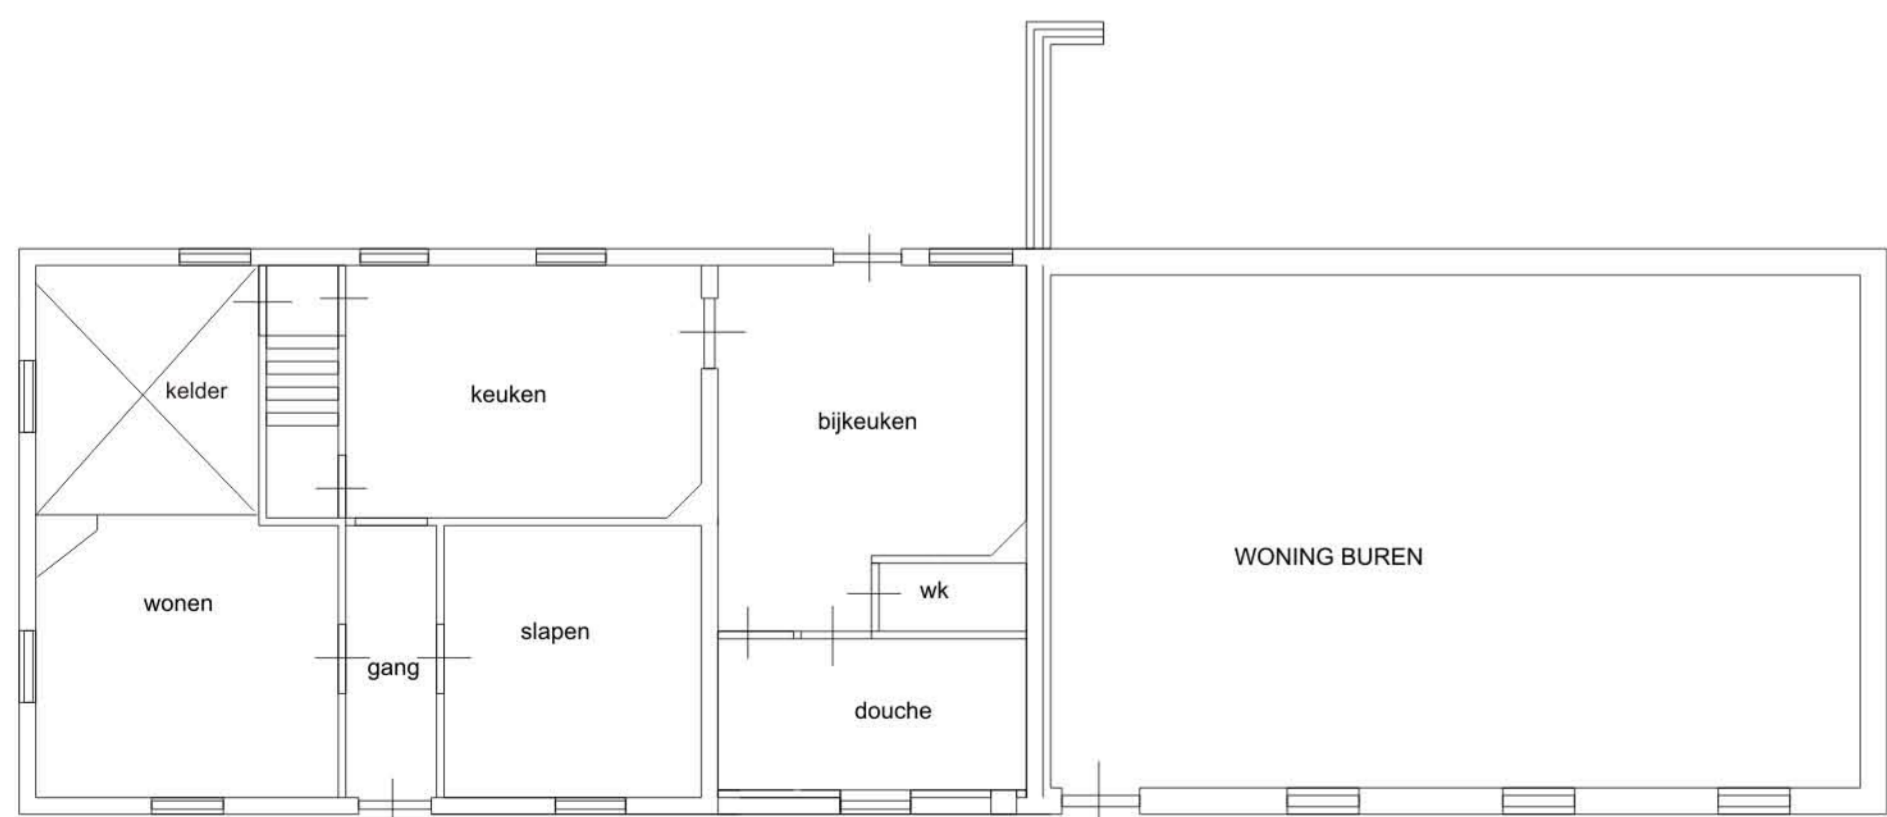 kelder
keuken
bijkeuken
WONING BUREN
wk
wonen
slapen
gang
douche